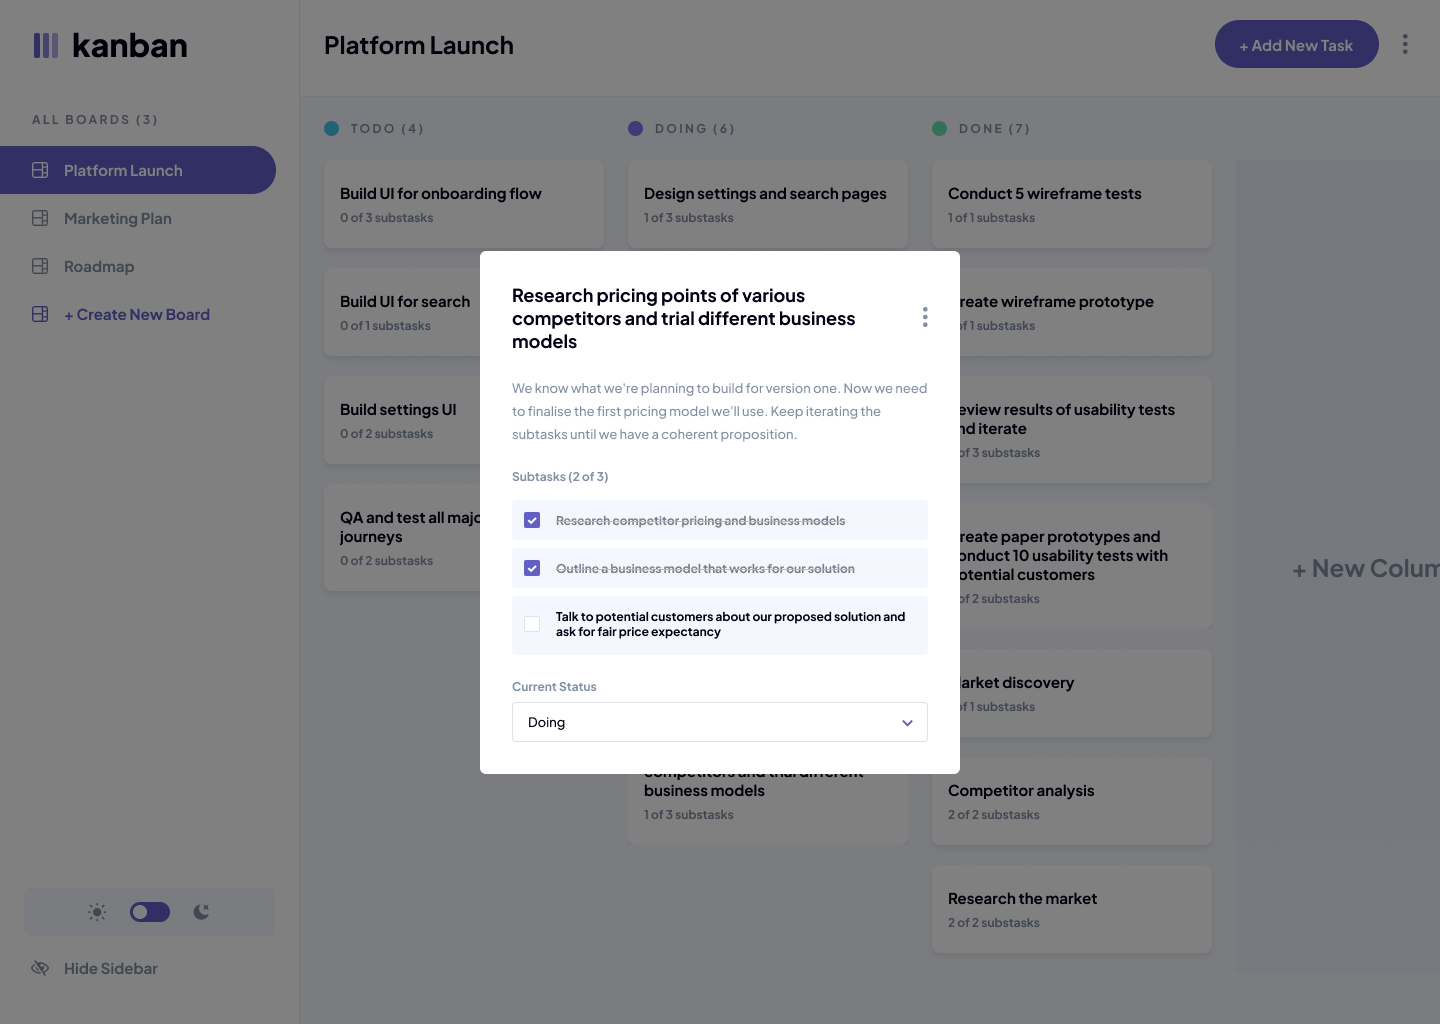 kanban
ALL BOARDS (3)
Platform Launch
Marketing Plan
Roadmap
+ Create New Board
Hide Sidebar
Platform Launch
+ Add New Task
TODO (4)
Build UI for onboarding flow
0 of 3 substasks
Build UI for search
0 of 1 substasks
Build settings UI
0 of 2 substasks
QA and test all
journeys
0 of 2 substasks
DOING (6)
Design settings and search pages
1 of 3 substasks
Research pricing points of various
competitors and trial different business
models
We know what we're planning to build for version one. Now we need
to finalise the first pricing model we'll use. Keep iterating the
subtasks until we have a coherent proposition.
Subtasks (2 of 3)
Research competitor pricing and business models
Outline a business model that works for our solution
Talk to potential customers about our proposed solution and
ask for fair price expectancy
Current Status
Doing
competitors and trial different
business models
1 of 3 substasks
DONE (7)
Conduct 5 wireframe tests
1 of 1 substasks
wireframe prototype
of 1 substasks
results of usability tests
iterate
of 3 substasks
paper prototypes and
10 usability tests with
customers
of 2 substasks
discovery
of 1 substasks
Competitor analysis
2 of 2 substasks
Research the market
2 of 2 substasks
+ New